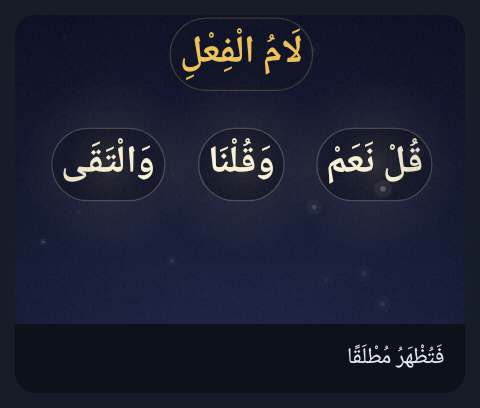 لَامُ الْفِعْلِ
قُلْ نَعَمْ وَقُلْنَا وَالْتَقَى
فَتُظْهَرُ مُطْلَقًا